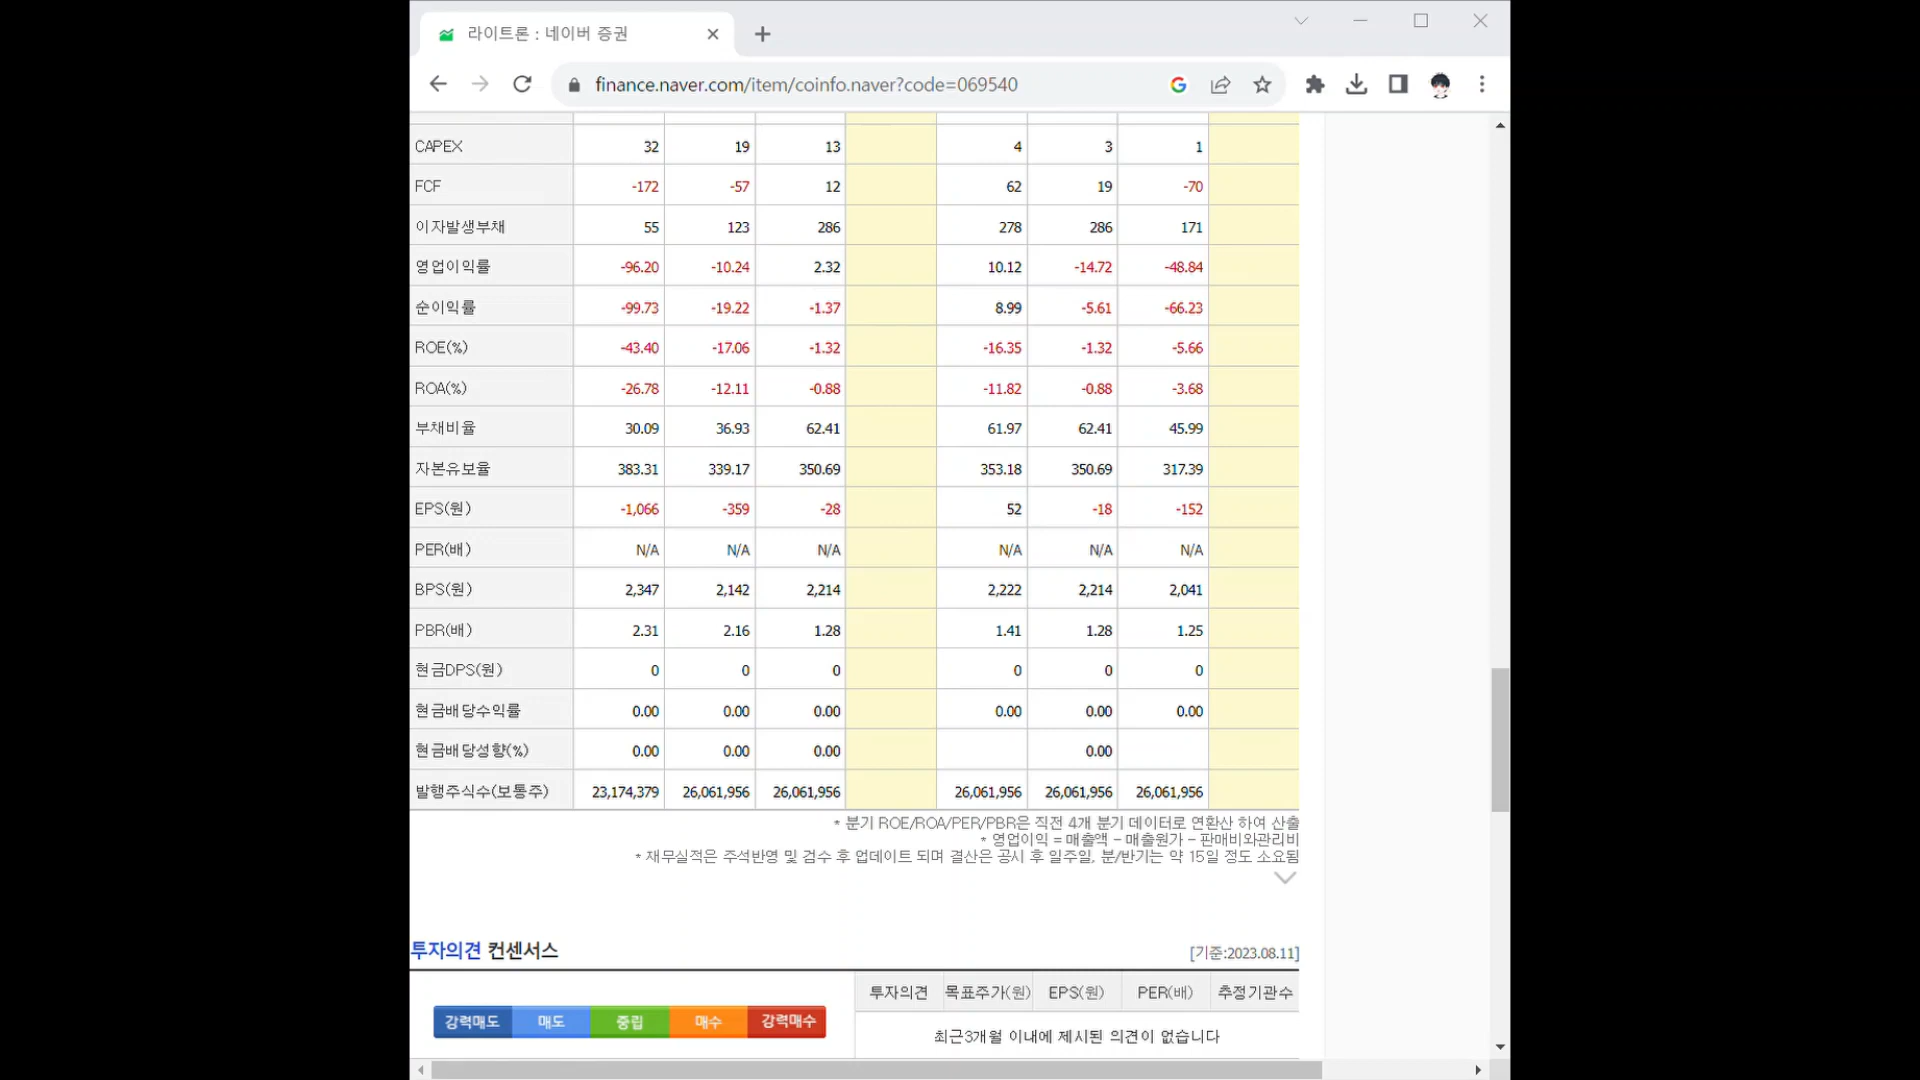 라이트론 : 네이버 증권
finance.naver.com/item/coinfo.naver?code=069540
CAPEX 32 19 13 4 3 1
FCF -172 -57 12 62 19 -70
이자발생부채 55 123 286 278 286 171
영업이익률 -96.20 -10.24 2.32 10.12 -14.72 -48.84
순이익률 -99.73 -19.22 -1.37 8.99 -5.61 -66.23
ROE(%) -43.40 -17.06 -1.32 -16.35 -1.32 -5.66
ROA(%) -26.78 -12.11 -0.88 -11.82 -0.88 -3.68
부채비율 30.09 36.93 62.41 61.97 62.41 45.99
자본유보율 383.31 339.17 350.69 353.18 350.69 317.39
EPS(원) -1,066 -359 -28 52 -18 -152
PER(배) N/A N/A N/A N/A N/A N/A
BPS(원) 2,347 2,142 2,214 2,222 2,214 2,041
PBR(배) 2.31 2.16 1.28 1.41 1.28 1.25
현금DPS(원) 0 0 0 0 0 0
현금배당수익률 0.00 0.00 0.00 0.00 0.00 0.00
현금배당성향(%) 0.00 0.00 0.00 0.00
발행주식수(보통주) 23,174,379 26,061,956 26,061,956 26,061,956 26,061,956 26,061,956
* 분기 ROE/ROA/PER/PBR은 직전 4개 분기 데이터로 연환산 하여 산출
* 영업이익 = 매출액 - 매출원가 - 판매비와관리비
* 재무실적은 주석반영 및 검수 후 업데이트 되며 결산은 공시 후 일주일, 분/반기는 약 15일 정도 소요됨
투자의견 컨센서스 [기준:2023.08.11]
투자의견 목표주가(원) EPS(원) PER(배) 추정기관수
강력매도 매도 중립 매수 강력매수
최근3개월 이내에 제시된 의견이 없습니다